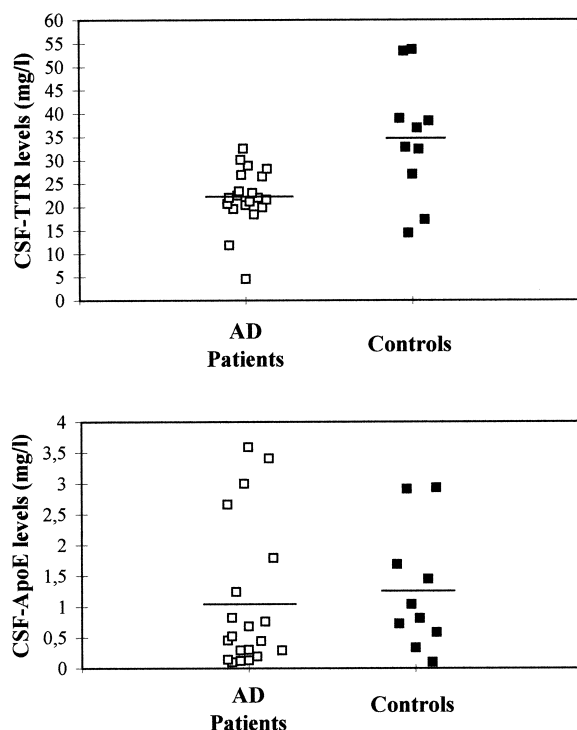 CSF-TTR levels (mg/l)
60
55
50
45
40
35
30
25
20
15
10
5
0
AD
Patients
Controls
CSF-ApoE levels (mg/l)
4
3,5
3
2,5
2
1,5
1
0,5
0
AD
Patients
Controls